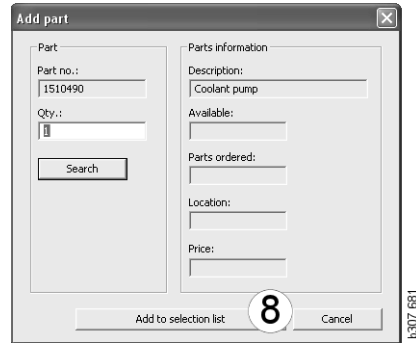 Add part
Part
Part no.:
1510490
Qty.:
1
Search
Parts information
Description:
Coolant pump
Available:
Parts ordered:
Location:
Price:
Add to selection list
8
Cancel
b307 681